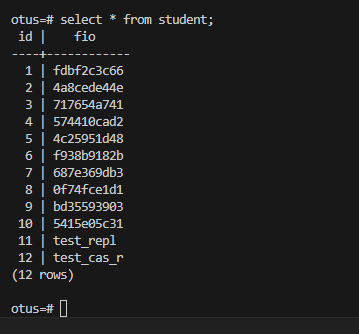 otus=# select * from student;
 id |    fio
----+------------
  1 | fdbf2c3c66
  2 | 4a8cede44e
  3 | 717654a741
  4 | 574410cad2
  5 | 4c25951d48
  6 | f938b9182b
  7 | 687e369db3
  8 | 0f74fce1d1
  9 | bd35593903
 10 | 5415e05c31
 11 | test_repl
 12 | test_cas_r
(12 rows)

otus=#